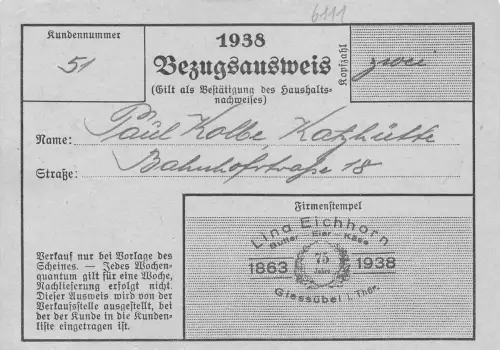 6111
Kundennummer
51
1938
Bezugsausweis
(Gilt als Bestätigung des Haushalts-
nachweises)
Kopfzahl
zwei
Name: Paul Kolbe, Katzhütte
Straße: Bahnhofstraße 18
Verkauf nur bei Vorlage des
Scheines. — Jedes Wochen-
quantum gilt für eine Woche,
Nachlieferung erfolgt nicht.
Dieser Ausweis wird von der
Verkaufsstelle ausgestellt, bei
der der Kunde in die Kunden-
liste eingetragen ist.
Firmenstempel
Lina Eichhorn
Butter - Eier - Käse
1863 75 Jahre 1938
Giessübel i. Thür.